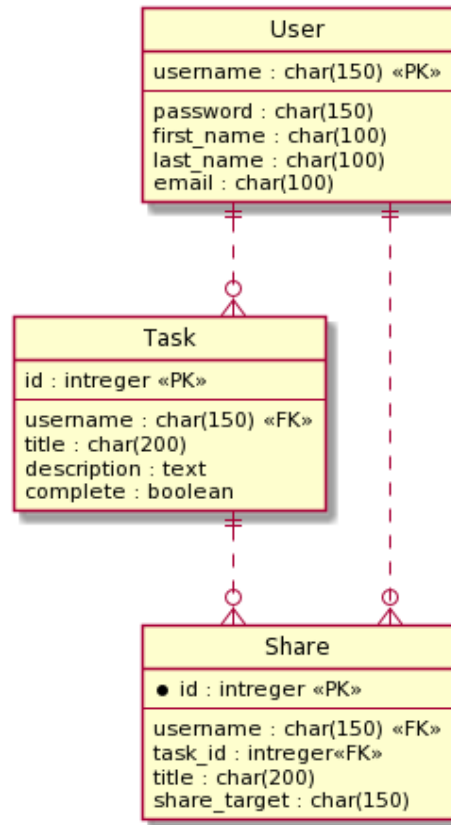 User
username : char(150) «PK»
password : char(150)
first_name : char(100)
last_name : char(100)
email : char(100)
Task
id : intreger «PK»
username : char(150) «FK»
title : char(200)
description : text
complete : boolean
Share
id : intreger «PK»
username : char(150) «FK»
task_id : intreger«FK»
title : char(200)
share_target : char(150)